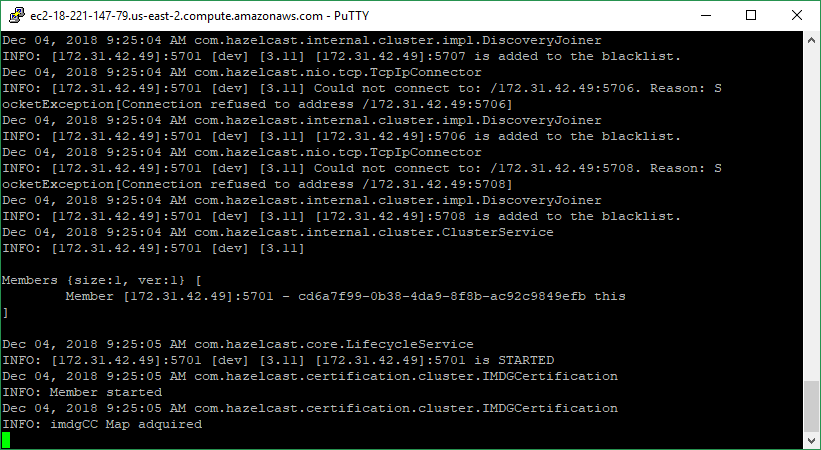 ec2-18-221-147-79.us-east-2.compute.amazonaws.com - PuTTY
Dec 04, 2018 9:25:04 AM com.hazelcast.internal.cluster.impl.DiscoveryJoiner
INFO: [172.31.42.49]:5701 [dev] [3.11] [172.31.42.49]:5707 is added to the blacklist.
Dec 04, 2018 9:25:04 AM com.hazelcast.nio.tcp.TcpIpConnector
INFO: [172.31.42.49]:5701 [dev] [3.11] Could not connect to: /172.31.42.49:5706. Reason: S
ocketException[Connection refused to address /172.31.42.49:5706]
Dec 04, 2018 9:25:04 AM com.hazelcast.internal.cluster.impl.DiscoveryJoiner
INFO: [172.31.42.49]:5701 [dev] [3.11] [172.31.42.49]:5706 is added to the blacklist.
Dec 04, 2018 9:25:04 AM com.hazelcast.nio.tcp.TcpIpConnector
INFO: [172.31.42.49]:5701 [dev] [3.11] Could not connect to: /172.31.42.49:5708. Reason: S
ocketException[Connection refused to address /172.31.42.49:5708]
Dec 04, 2018 9:25:04 AM com.hazelcast.internal.cluster.impl.DiscoveryJoiner
INFO: [172.31.42.49]:5701 [dev] [3.11] [172.31.42.49]:5708 is added to the blacklist.
Dec 04, 2018 9:25:04 AM com.hazelcast.internal.cluster.ClusterService
INFO: [172.31.42.49]:5701 [dev] [3.11]
Members {size:1, ver:1} [
Member [172.31.42.49]:5701 - cd6a7f99-0b38-4da9-8f8b-ac92c9849efb this
]
Dec 04, 2018 9:25:05 AM com.hazelcast.core.LifecycleService
INFO: [172.31.42.49]:5701 [dev] [3.11] [172.31.42.49]:5701 is STARTED
Dec 04, 2018 9:25:05 AM com.hazelcast.certification.cluster.IMDGCertification
INFO: Member started
Dec 04, 2018 9:25:05 AM com.hazelcast.certification.cluster.IMDGCertification
INFO: imdgCC Map adquired